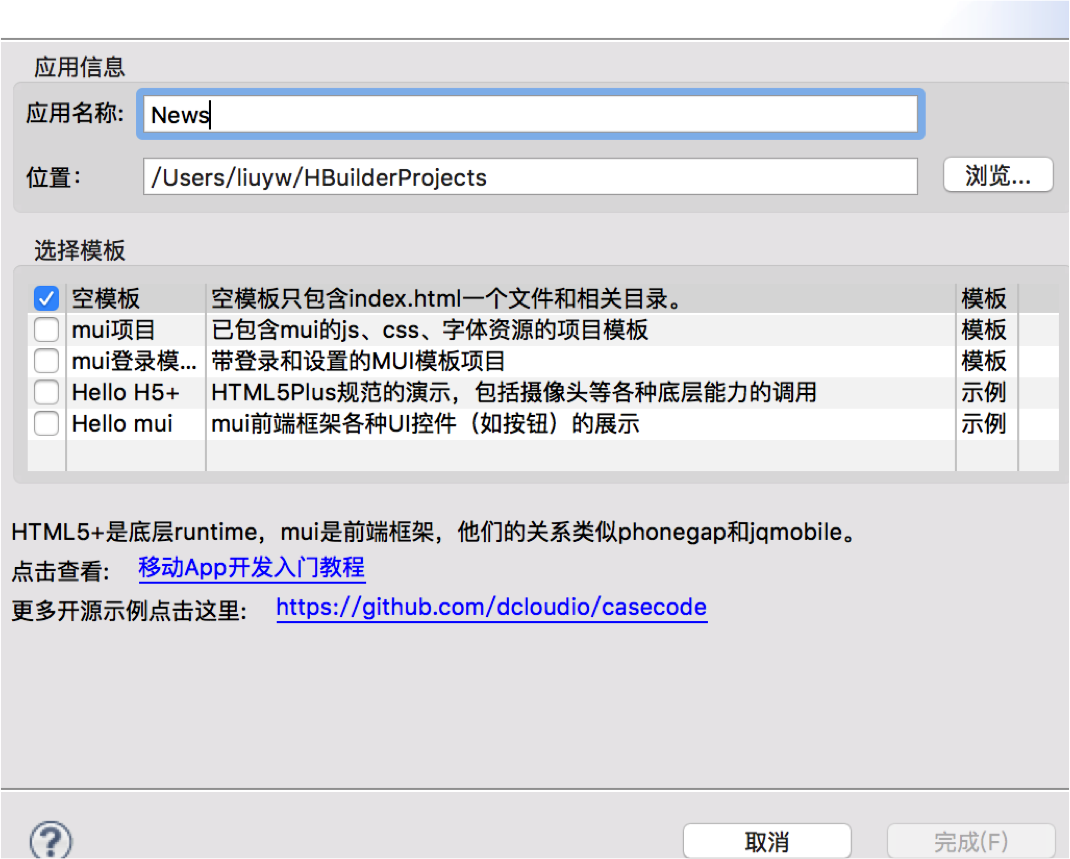 应用信息
应用名称: News
位置： /Users/liuyw/HBuilderProjects 浏览...
选择模板
空模板 空模板只包含index.html一个文件和相关目录。 模板
mui项目 已包含mui的js、css、字体资源的项目模板 模板
mui登录模... 带登录和设置的MUI模板项目 模板
Hello H5+ HTML5Plus规范的演示，包括摄像头等各种底层能力的调用 示例
Hello mui mui前端框架各种UI控件（如按钮）的展示 示例
HTML5+是底层runtime，mui是前端框架，他们的关系类似phonegap和jqmobile。
点击查看: 移动App开发入门教程
更多开源示例点击这里: https://github.com/dcloudio/casecode
? 取消 完成(F)